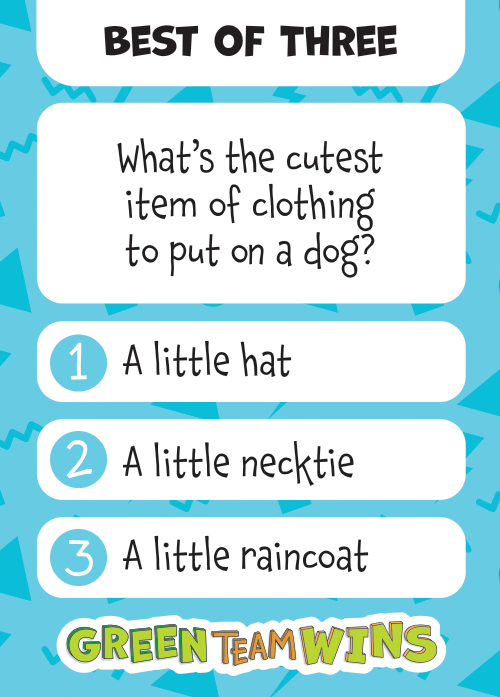 BEST OF THREE
What's the cutest
item of clothing
to put on a dog?
1 A little hat
2 A little necktie
3 A little raincoat
GREEN TEAM WINS